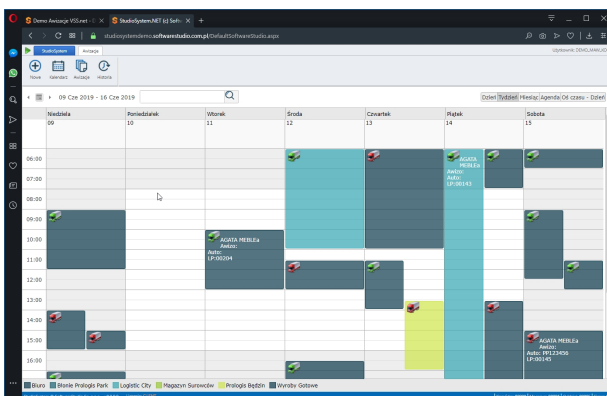 Demo Awizacje VSS.net -
StudioSystem.NET (c) Softw
studiosystemdemo.softwarestudio.com.pl/DefaultSoftwareStudio.aspx
StudioSystem
Awizacje
Nowe
Kalendarz
Awizacje
Historia
09 Cze 2019 - 16 Cze 2019
Dzień Tydzień Miesiąc Agenda Oś czasu - Dzień
Niedziela Poniedziałek Wtorek Środa Czwartek Piątek Sobota
09 10 11 12 13 14 15
06:00
07:00
08:00
09:00
10:00
11:00
12:00
13:00
14:00
15:00
16:00
AGATA MEBLEa
Awizo:
Auto:
LP:00204
AGATA
MEBLEa
Awizo:
Auto:
LP:00143
AGATA MEBLEa
Awizo:
Auto: PP123456
LP:00145
Biuro Błonie Prologis Park Logistic City Magazyn Surowców Prologis Będzin Wyroby Gotowe